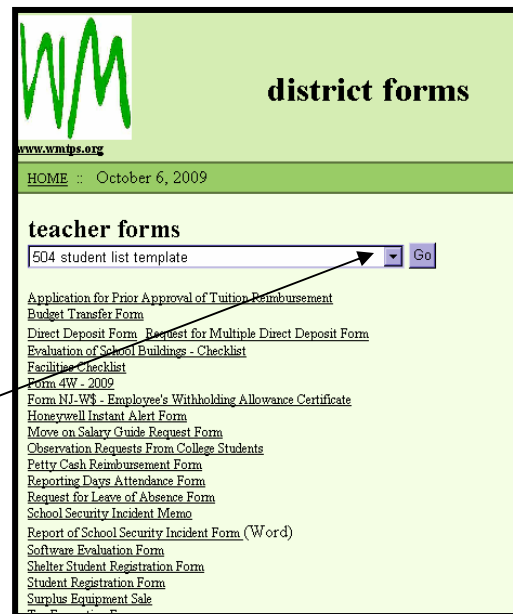 WM
district forms
www.wmtps.org
HOME :: October 6, 2009
teacher forms
504 student list template Go
Application for Prior Approval of Tuition Reimbursement
Budget Transfer Form
Direct Deposit Form Request for Multiple Direct Deposit Form
Evaluation of School Buildings - Checklist
Facilities Checklist
Form 4W - 2009
Form NJ-W$ - Employee's Withholding Allowance Certificate
Honeywell Instant Alert Form
Move on Salary Guide Request Form
Observation Requests From College Students
Petty Cash Reimbursement Form
Reporting Days Attendance Form
Request for Leave of Absence Form
School Security Incident Memo
Report of School Security Incident Form (Word)
Software Evaluation Form
Shelter Student Registration Form
Student Registration Form
Surplus Equipment Sale